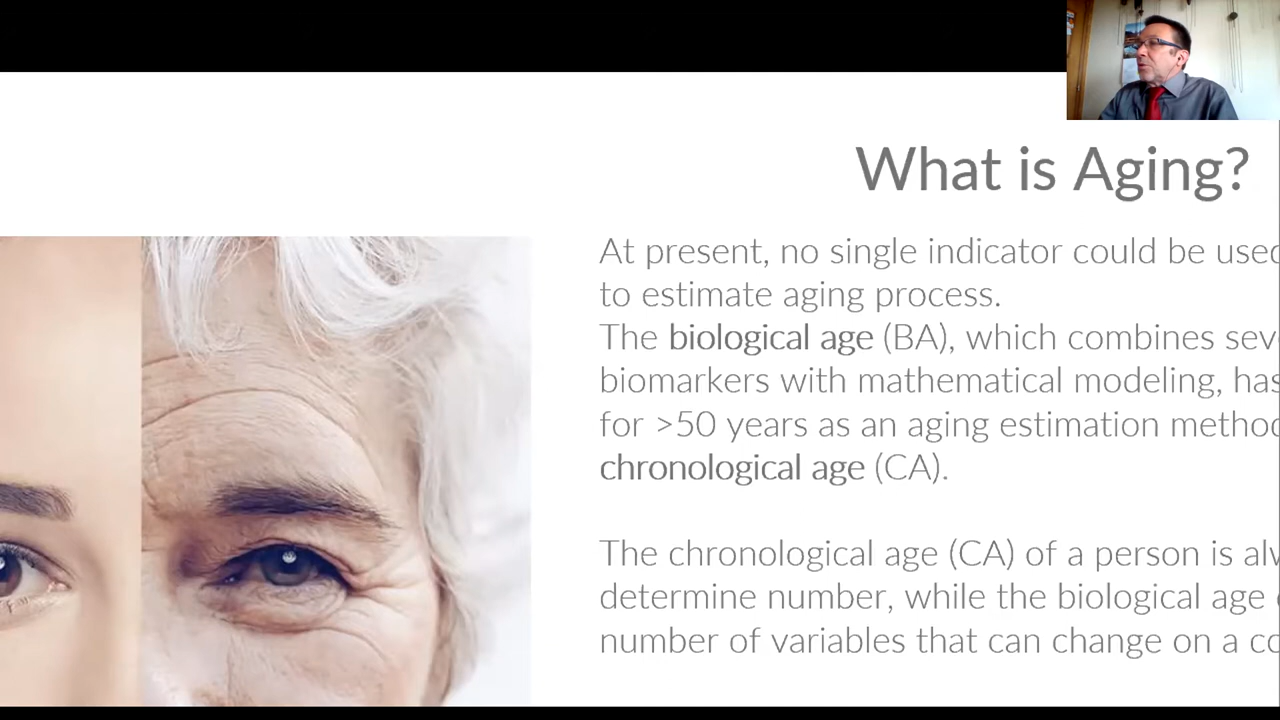 What is Aging?
At present, no single indicator could be used
to estimate aging process.
The biological age (BA), which combines sev
biomarkers with mathematical modeling, has
for >50 years as an aging estimation method
chronological age (CA).
The chronological age (CA) of a person is alw
determine number, while the biological age
number of variables that can change on a co